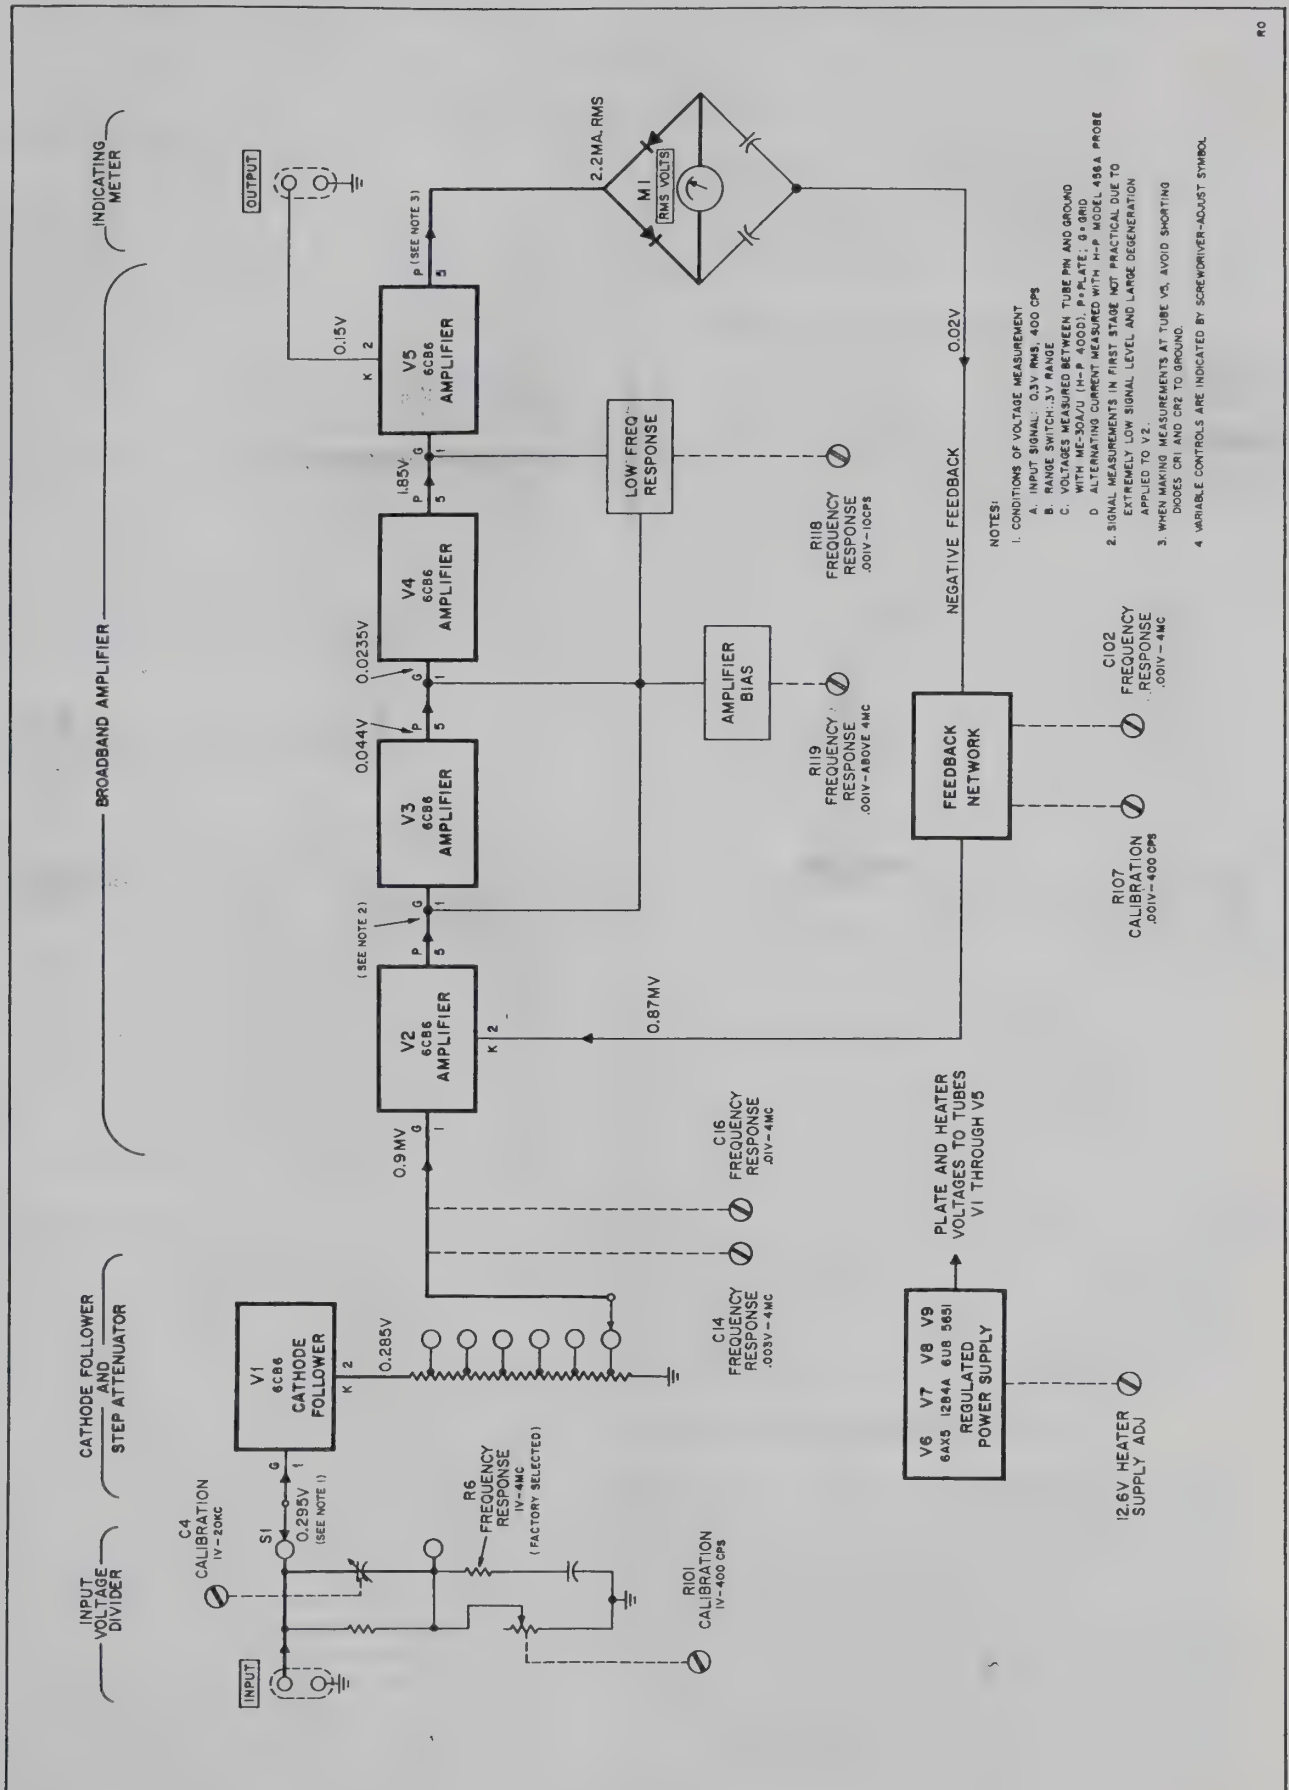 INPUT
VOLTAGE
DIVIDER
CATHODE FOLLOWER
AND
STEP ATTENUATOR
BROADBAND AMPLIFIER
INDICATING
METER
INPUT
C4
CALIBRATION
1V-20KC
S1
0.295V
(SEE NOTE 1)
G
1
R6
FREQUENCY
RESPONSE
1V-4MC
(FACTORY SELECTED)
R101
CALIBRATION
1V-400 CPS
V1
6CB6
CATHODE
FOLLOWER
K 2
0.285V
C14
FREQUENCY
RESPONSE
.003V-4MC
C16
FREQUENCY
RESPONSE
.01V-4MC
0.9MV
G
1
V2
6CB6
AMPLIFIER
K 2
0.87MV
P
5
(SEE NOTE 2)
G
1
V3
6CB6
AMPLIFIER
0.044V
P
5
0.0235V
G
1
V4
6CB6
AMPLIFIER
1.85V
P
5
G
1
V5
6CB6
AMPLIFIER
K 2
0.15V
OUTPUT
P (SEE NOTE 3)
5
2.2MA.RMS
M1
RMS VOLTS
LOW FREQ
RESPONSE
R118
FREQUENCY
RESPONSE
.001V-10CPS
AMPLIFIER
BIAS
R119
FREQUENCY
RESPONSE
.001V-ABOVE 4MC
0.02V
NEGATIVE FEEDBACK
FEEDBACK
NETWORK
R107
CALIBRATION
.001V-400 CPS
C102
FREQUENCY
RESPONSE
.001V-4MC
V6 V7 V8 V9
6AX5 12B4A 6U8 5651
REGULATED
POWER SUPPLY
PLATE AND HEATER
VOLTAGES TO TUBES
V1 THROUGH V5
12.6V HEATER
SUPPLY ADJ
NOTES:
1. CONDITIONS OF VOLTAGE MEASUREMENT
A. INPUT SIGNAL: 0.3V RMS, 400 CPS
B. RANGE SWITCH: .3V RANGE
C. VOLTAGES MEASURED BETWEEN TUBE PIN AND GROUND
WITH ME-30A/U (H-P 400D), P=PLATE; G=GRID
D ALTERNATING CURRENT MEASURED WITH H-P MODEL 456A PROBE
2. SIGNAL MEASUREMENTS IN FIRST STAGE NOT PRACTICAL DUE TO
EXTREMELY LOW SIGNAL LEVEL AND LARGE DEGENERATION
APPLIED TO V2.
3. WHEN MAKING MEASUREMENTS AT TUBE V5, AVOID SHORTING
DIODES CR1 AND CR2 TO GROUND.
4 VARIABLE CONTROLS ARE INDICATED BY SCREWDRIVER-ADJUST SYMBOL
RO